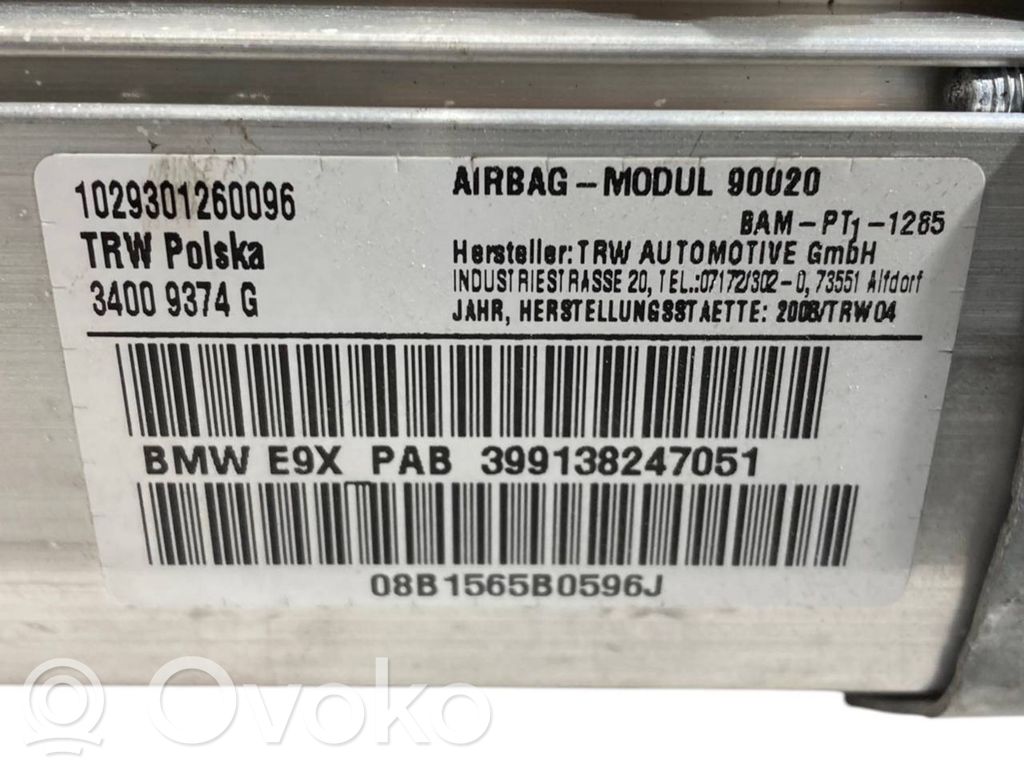 1029301260096
TRW Polska
3400 9374 G
AIRBAG-MODUL 90020
BAM-PT1-1285
Hersteller: TRW AUTOMOTIVE GmbH
INDUSTRIESTRASSE 20, TEL.:07172/302-0, 73551 Alfdorf
JAHR, HERSTELLUNGSSTAETTE: 2008/TRW04
BMW E9X PAB 399138247051
08B1565B0596J
Ovoko